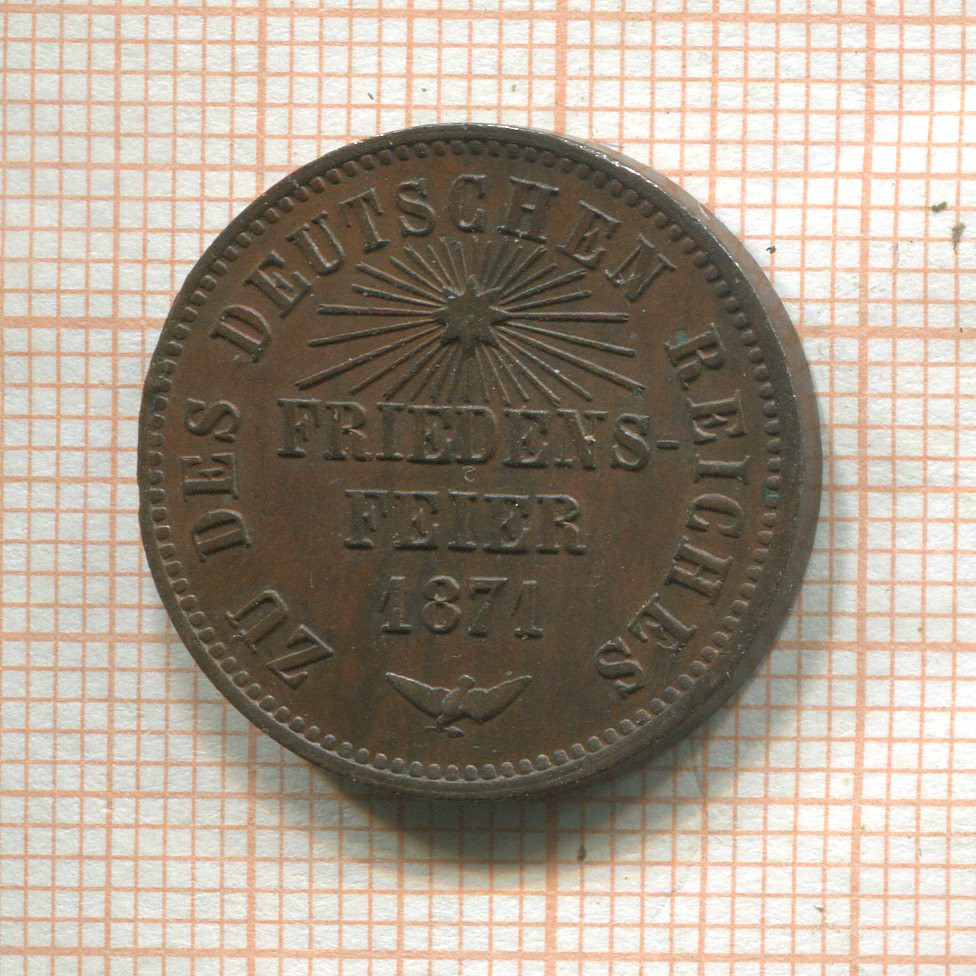 ZU DES DEUTSCHEN REICHES
FRIEDENS-
FEIER
1871